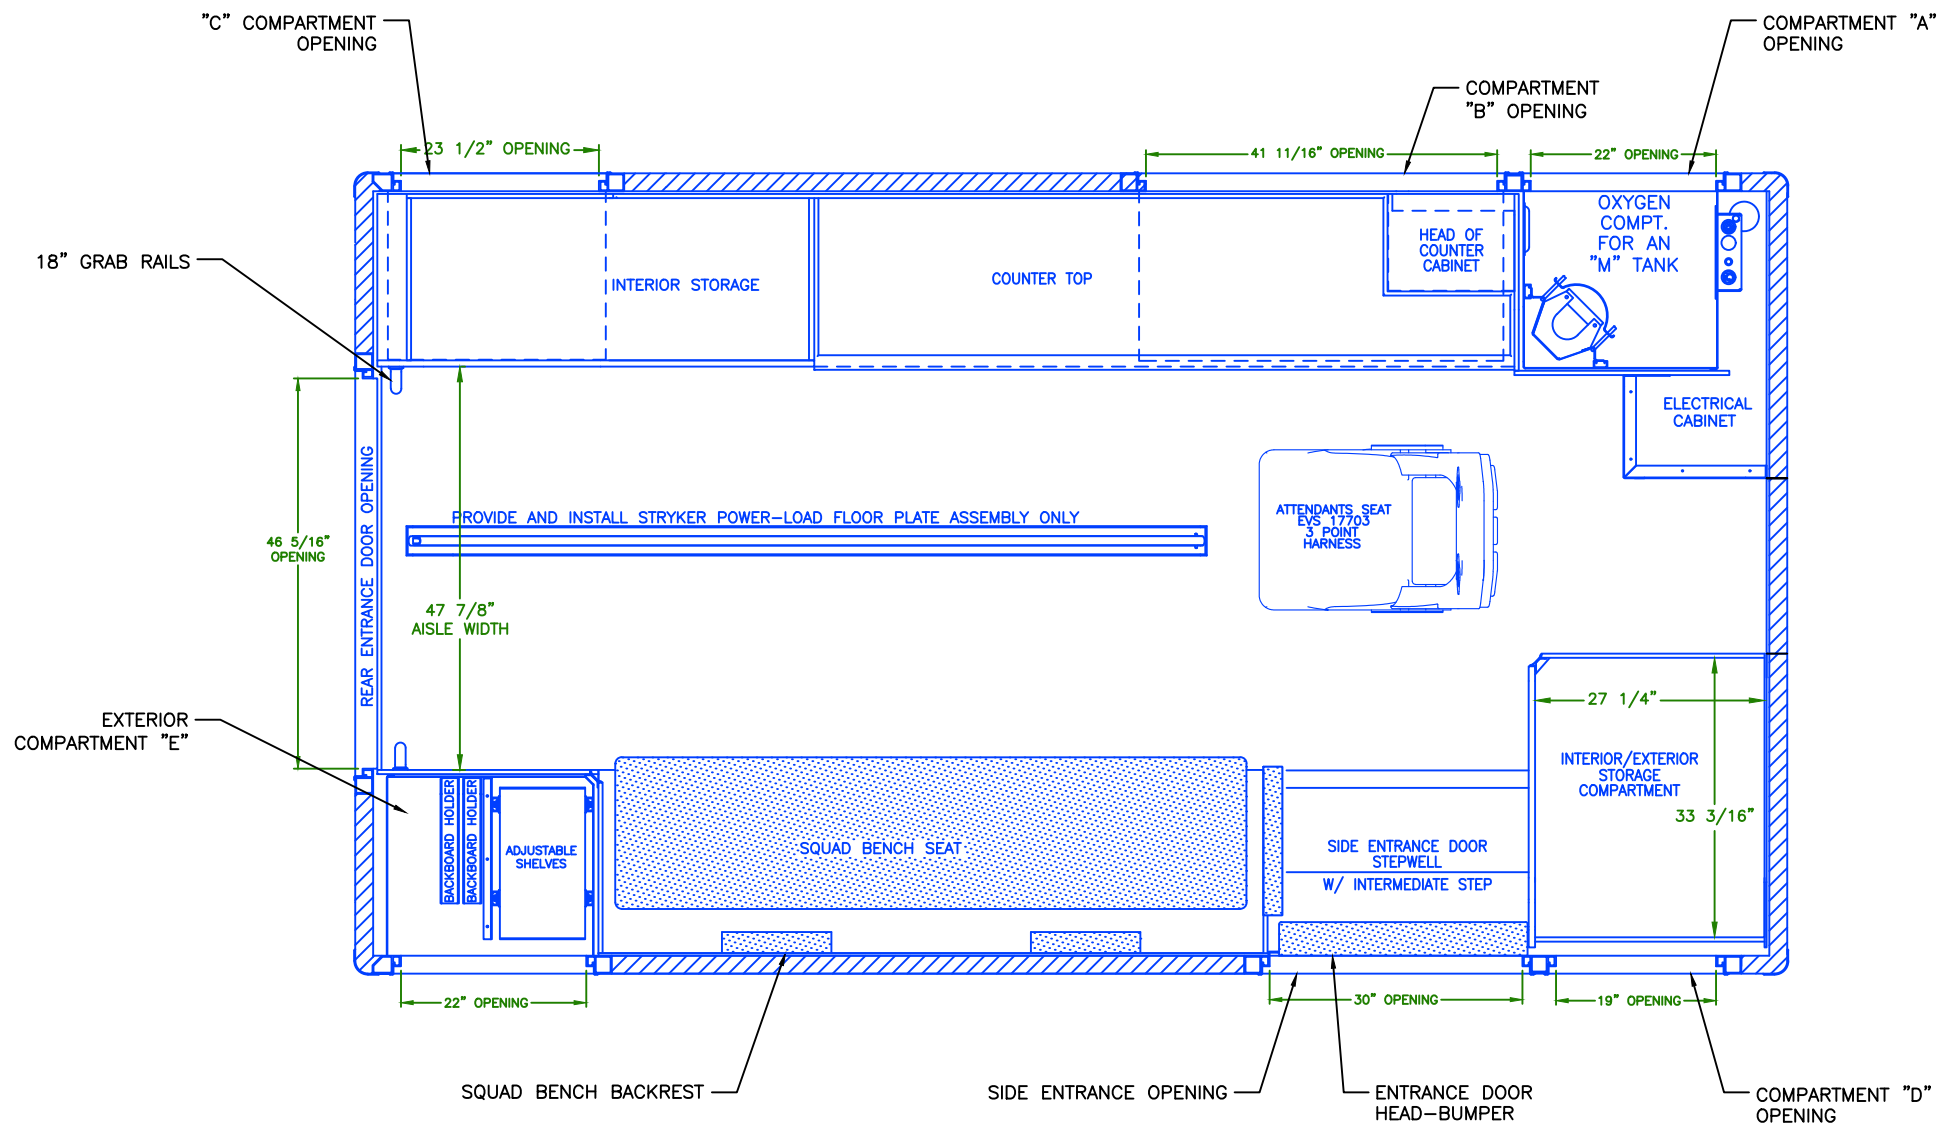 "C" COMPARTMENT
OPENING
COMPARTMENT "A"
OPENING
COMPARTMENT
"B" OPENING
23 1/2" OPENING
41 11/16" OPENING
22" OPENING
OXYGEN
COMPT.
FOR AN
"M" TANK
HEAD OF
COUNTER
CABINET
18" GRAB RAILS
INTERIOR STORAGE
COUNTER TOP
ELECTRICAL
CABINET
REAR ENTRANCE DOOR OPENING
PROVIDE AND INSTALL STRYKER POWER-LOAD FLOOR PLATE ASSEMBLY ONLY
ATTENDANTS SEAT
EVS 17703
3 POINT
HARNESS
46 5/16"
OPENING
47 7/8"
AISLE WIDTH
27 1/4"
EXTERIOR
COMPARTMENT "E"
INTERIOR/EXTERIOR
STORAGE
COMPARTMENT
33 3/16"
BACKBOARD HOLDER
BACKBOARD HOLDER
ADJUSTABLE
SHELVES
SQUAD BENCH SEAT
SIDE ENTRANCE DOOR
STEPWELL
W/ INTERMEDIATE STEP
22" OPENING
30" OPENING
19" OPENING
SQUAD BENCH BACKREST
SIDE ENTRANCE OPENING
ENTRANCE DOOR
HEAD-BUMPER
COMPARTMENT "D"
OPENING